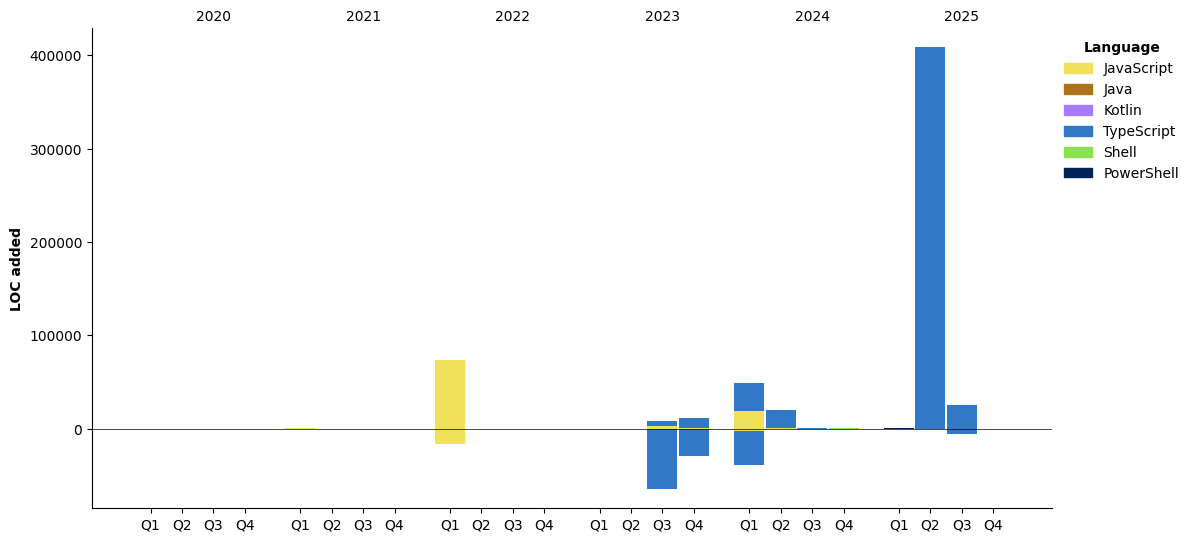 2020 2021 2022 2023 2024 2025
Language
JavaScript
Java
Kotlin
TypeScript
Shell
PowerShell
LOC added
400000
300000
200000
100000
0
Q1 Q2 Q3 Q4 Q1 Q2 Q3 Q4 Q1 Q2 Q3 Q4 Q1 Q2 Q3 Q4 Q1 Q2 Q3 Q4 Q1 Q2 Q3 Q4